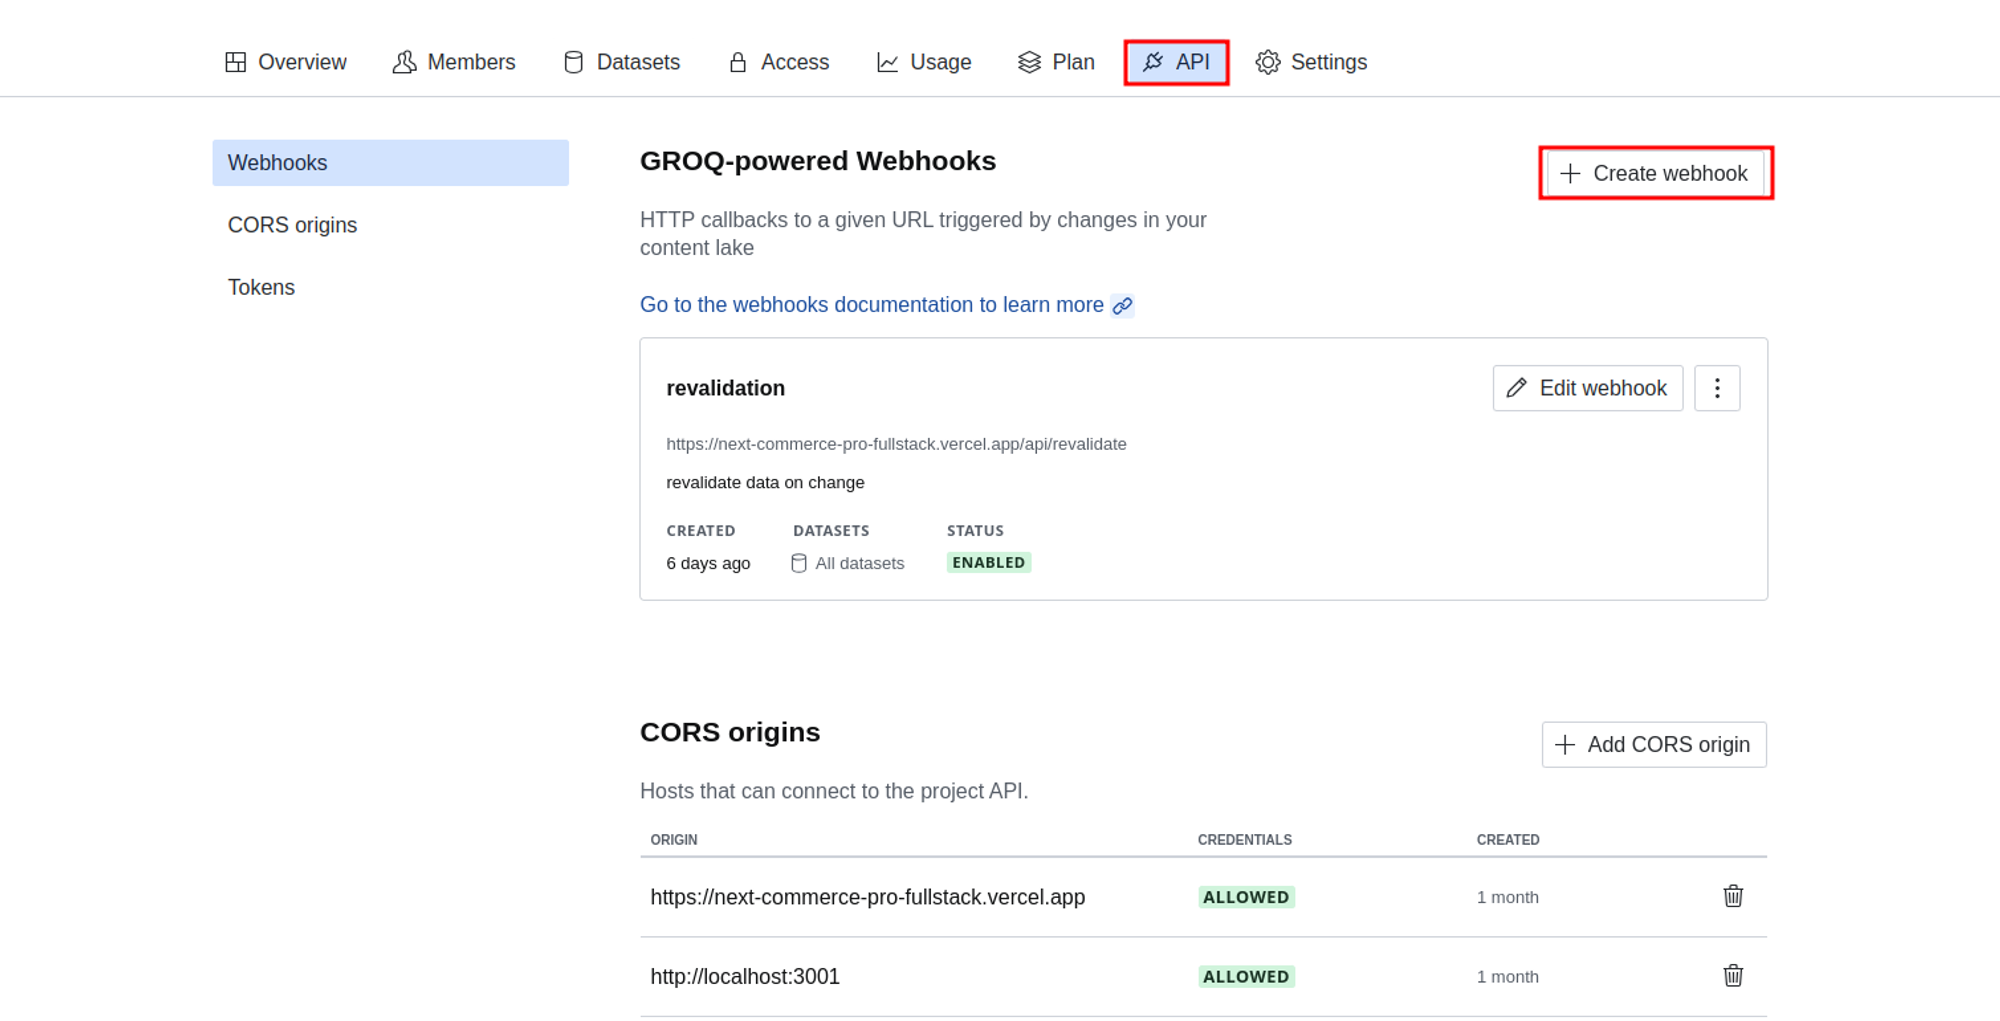 Overview Members Datasets Access Usage Plan API Settings
Webhooks
CORS origins
Tokens
GROQ-powered Webhooks
Create webhook
HTTP callbacks to a given URL triggered by changes in your
content lake
Go to the webhooks documentation to learn more
revalidation
Edit webhook
https://next-commerce-pro-fullstack.vercel.app/api/revalidate
revalidate data on change
CREATED DATASETS STATUS
6 days ago All datasets ENABLED
CORS origins
Add CORS origin
Hosts that can connect to the project API.
ORIGIN CREDENTIALS CREATED
https://next-commerce-pro-fullstack.vercel.app ALLOWED 1 month
http://localhost:3001 ALLOWED 1 month